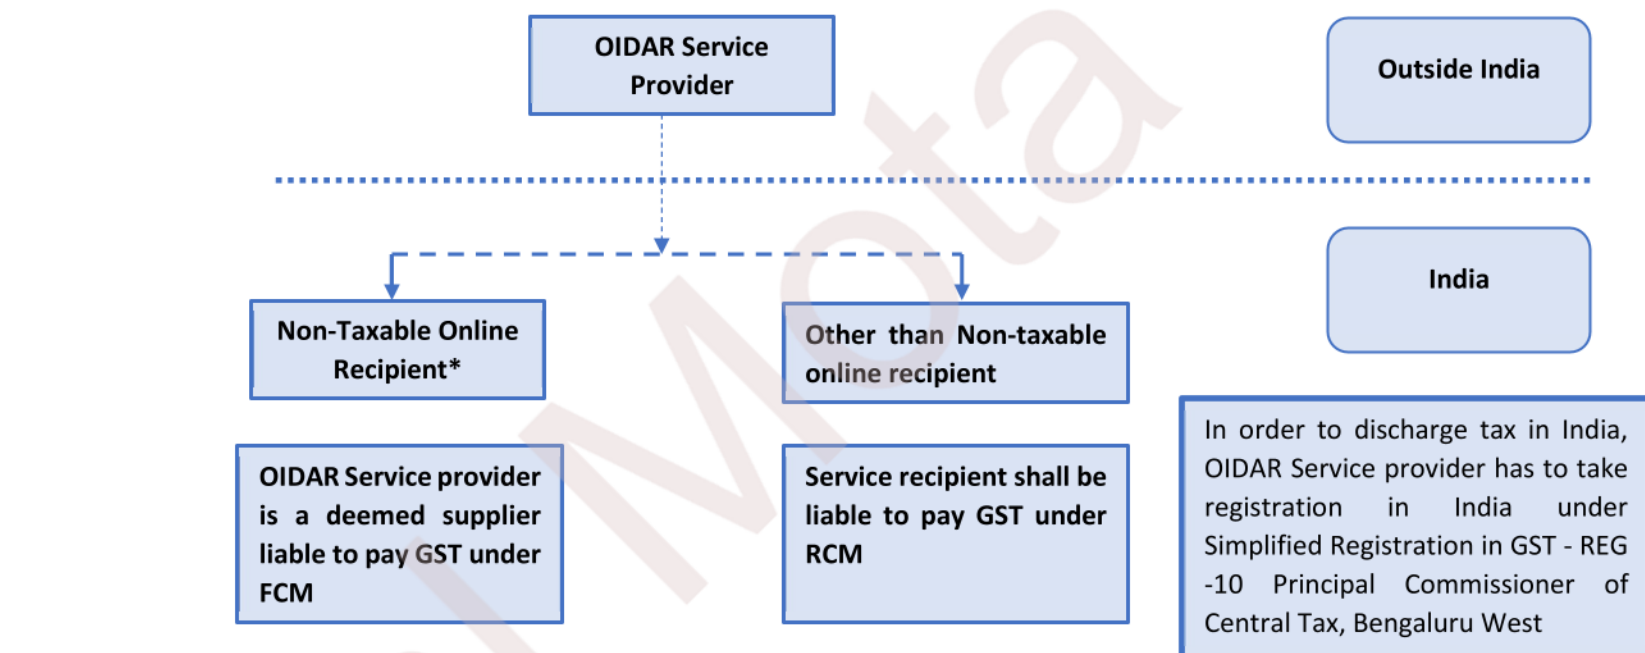 OIDAR Service
Provider
Outside India
India
Non-Taxable Online
Recipient*
Other than Non-taxable
online recipient
OIDAR Service provider
is a deemed supplier
liable to pay GST under
FCM
Service recipient shall be
liable to pay GST under
RCM
In order to discharge tax in India,
OIDAR Service provider has to take
registration in India under
Simplified Registration in GST - REG
-10 Principal Commissioner of
Central Tax, Bengaluru West
Mota